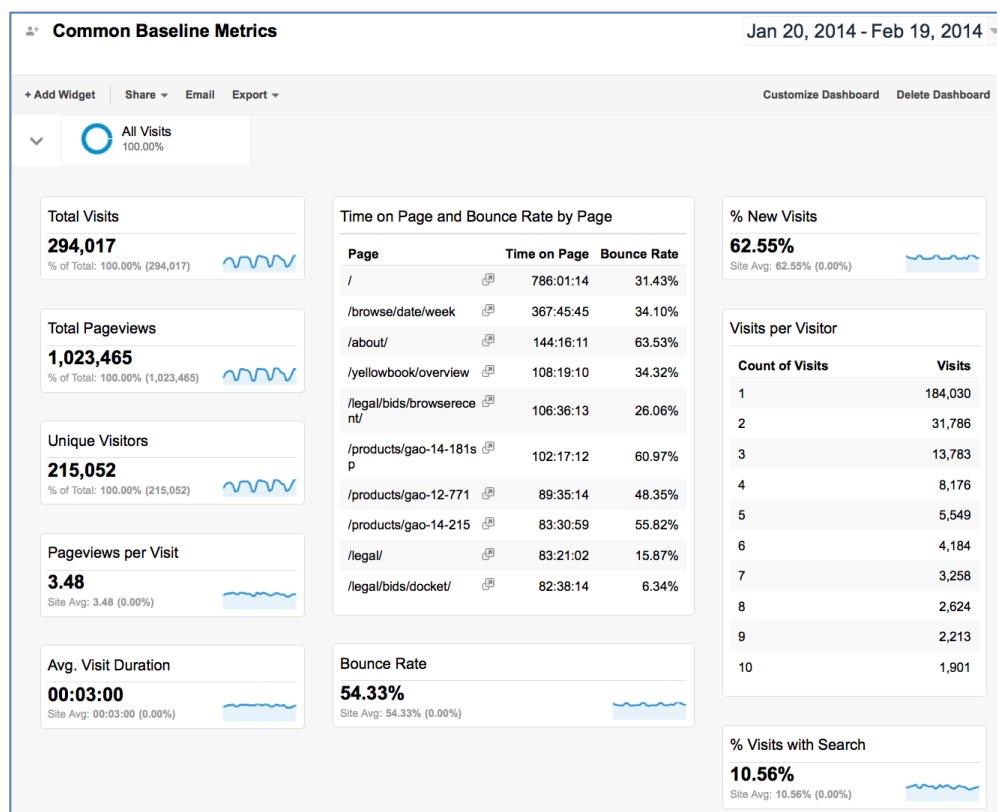 Common Baseline Metrics
Jan 20, 2014 - Feb 19, 2014
+ Add Widget
Share
Email
Export
Customize Dashboard
Delete Dashboard
All Visits
100.00%
Total Visits
294,017
% of Total: 100.00% (294,017)
Total Pageviews
1,023,465
% of Total: 100.00% (1,023,465)
Unique Visitors
215,052
% of Total: 100.00% (215,052)
Pageviews per Visit
3.48
Site Avg: 3.48 (0.00%)
Avg. Visit Duration
00:03:00
Site Avg: 00:03:00 (0.00%)
Time on Page and Bounce Rate by Page
Page Time on Page Bounce Rate
/ 786:01:14 31.43%
/browse/date/week 367:45:45 34.10%
/about/ 144:16:11 63.53%
/yellowbook/overview 108:19:10 34.32%
/legal/bids/browserece
nt/ 106:36:13 26.06%
/products/gao-14-181s
p 102:17:12 60.97%
/products/gao-12-771 89:35:14 48.35%
/products/gao-14-215 83:30:59 55.82%
/legal/ 83:21:02 15.87%
/legal/bids/docket/ 82:38:14 6.34%
Bounce Rate
54.33%
Site Avg: 54.33% (0.00%)
% New Visits
62.55%
Site Avg: 62.55% (0.00%)
Visits per Visitor
Count of Visits Visits
1 184,030
2 31,786
3 13,783
4 8,176
5 5,549
6 4,184
7 3,258
8 2,624
9 2,213
10 1,901
% Visits with Search
10.56%
Site Avg: 10.56% (0.00%)